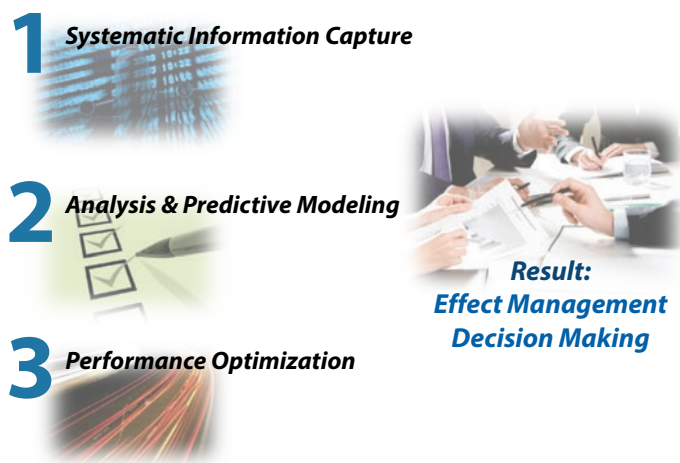 1 Systematic Information Capture
2 Analysis & Predictive Modeling
3 Performance Optimization
Result:
Effect Management
Decision Making